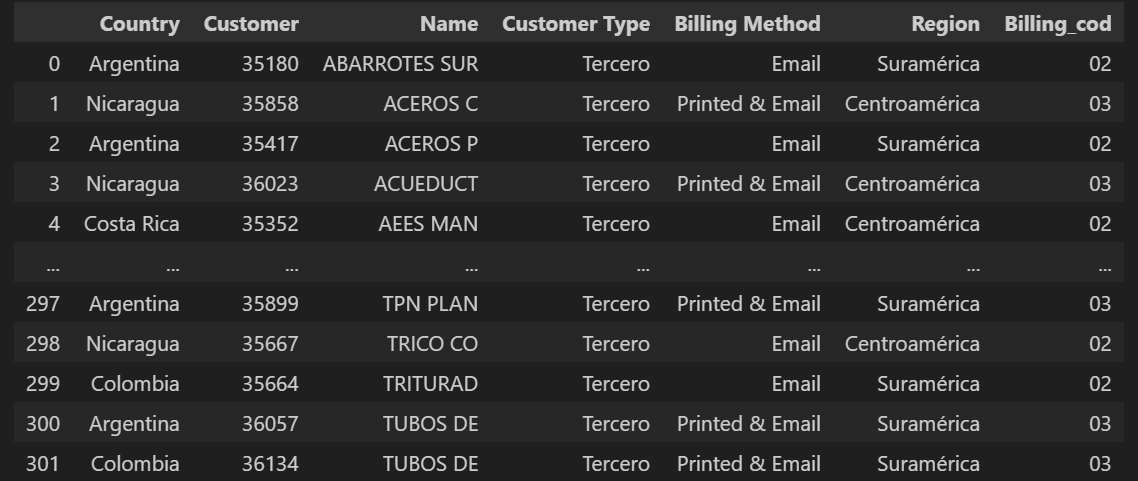 Country Customer Name Customer Type Billing Method Region Billing_cod
0 Argentina 35180 ABARROTES SUR Tercero Email Suramérica 02
1 Nicaragua 35858 ACEROS C Tercero Printed & Email Centroamérica 03
2 Argentina 35417 ACEROS P Tercero Email Suramérica 02
3 Nicaragua 36023 ACUEDUCT Tercero Printed & Email Centroamérica 03
4 Costa Rica 35352 AEES MAN Tercero Email Centroamérica 02
... ... ... ... ... ... ... ...
297 Argentina 35899 TPN PLAN Tercero Printed & Email Suramérica 03
298 Nicaragua 35667 TRICO CO Tercero Email Centroamérica 02
299 Colombia 35664 TRITURAD Tercero Email Suramérica 02
300 Argentina 36057 TUBOS DE Tercero Printed & Email Suramérica 03
301 Colombia 36134 TUBOS DE Tercero Printed & Email Suramérica 03